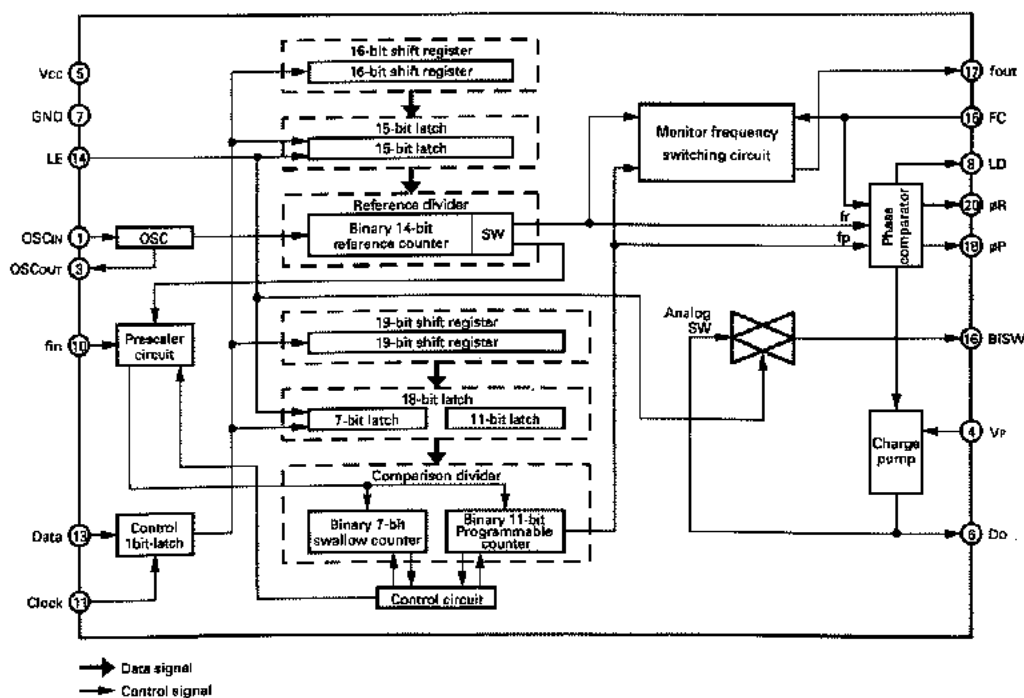 16-bit shift register
16-bit shift register
Vcc 5
GND 7
LE 14
15-bit latch
15-bit latch
Reference divider
Binary 14-bit
reference counter
SW
OSCIN 1
OSC
OSCOUT 3
fin 10
Prescaler
circuit
19-bit shift register
19-bit shift register
18-bit latch
7-bit latch
11-bit latch
Comparison divider
Binary 7-bit
swallow counter
Binary 11-bit
Programmable
counter
Control circuit
Data 13
Control
1bit-latch
Clock 11
Monitor frequency
switching circuit
17 fout
15 FC
8 LD
20 øR
18 øP
fr
fp
Phase
comparator
Analog
SW
16 BISW
4 VP
Charge
pump
6 Do
Data signal
Control signal